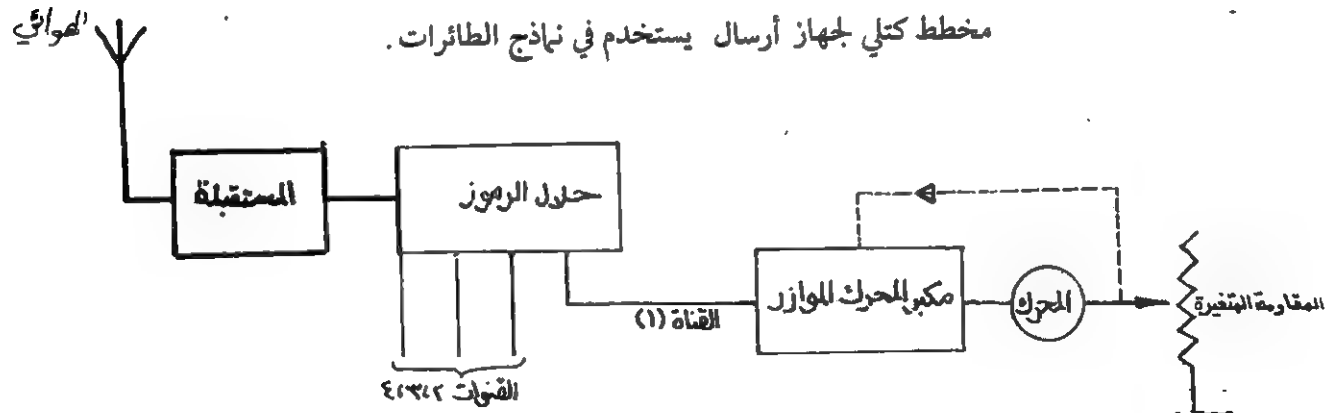 الهوائي
مخطط كتلي لجهاز أرسال يستخدم في نماذج الطائرات .
المستقبلة
حلال الرموز
مكبر المحرك الموازر
المحرك
المقاومة المتغيرة
القناة (١)
القنوات ٤،٣،٢